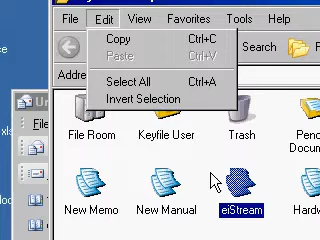 File Edit View Favorites Tools Help
Copy Ctrl+C
Paste Ctrl+V
Search
Select All Ctrl+A
Invert Selection
File Room Keyfile User Trash
New Memo New Manual eiStream